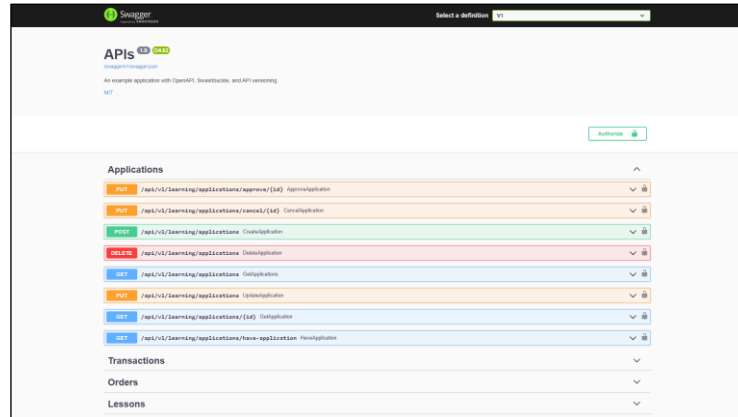 Swagger
Select a definition V1
APIs 1.0 OAS3
/swagger/v1/swagger.json
An example application with OpenAPI, Swashbuckle, and API versioning.
MIT
Authorize
Applications
PUT /api/v1/learning/applications/approve/{id} ApproveApplication
PUT /api/v1/learning/applications/cancel/{id} CancelApplication
POST /api/v1/learning/applications CreateApplication
DELETE /api/v1/learning/applications DeleteApplication
GET /api/v1/learning/applications GetApplications
PUT /api/v1/learning/applications UpdateApplication
GET /api/v1/learning/applications/{id} GetApplication
GET /api/v1/learning/applications/have-application HaveApplication
Transactions
Orders
Lessons